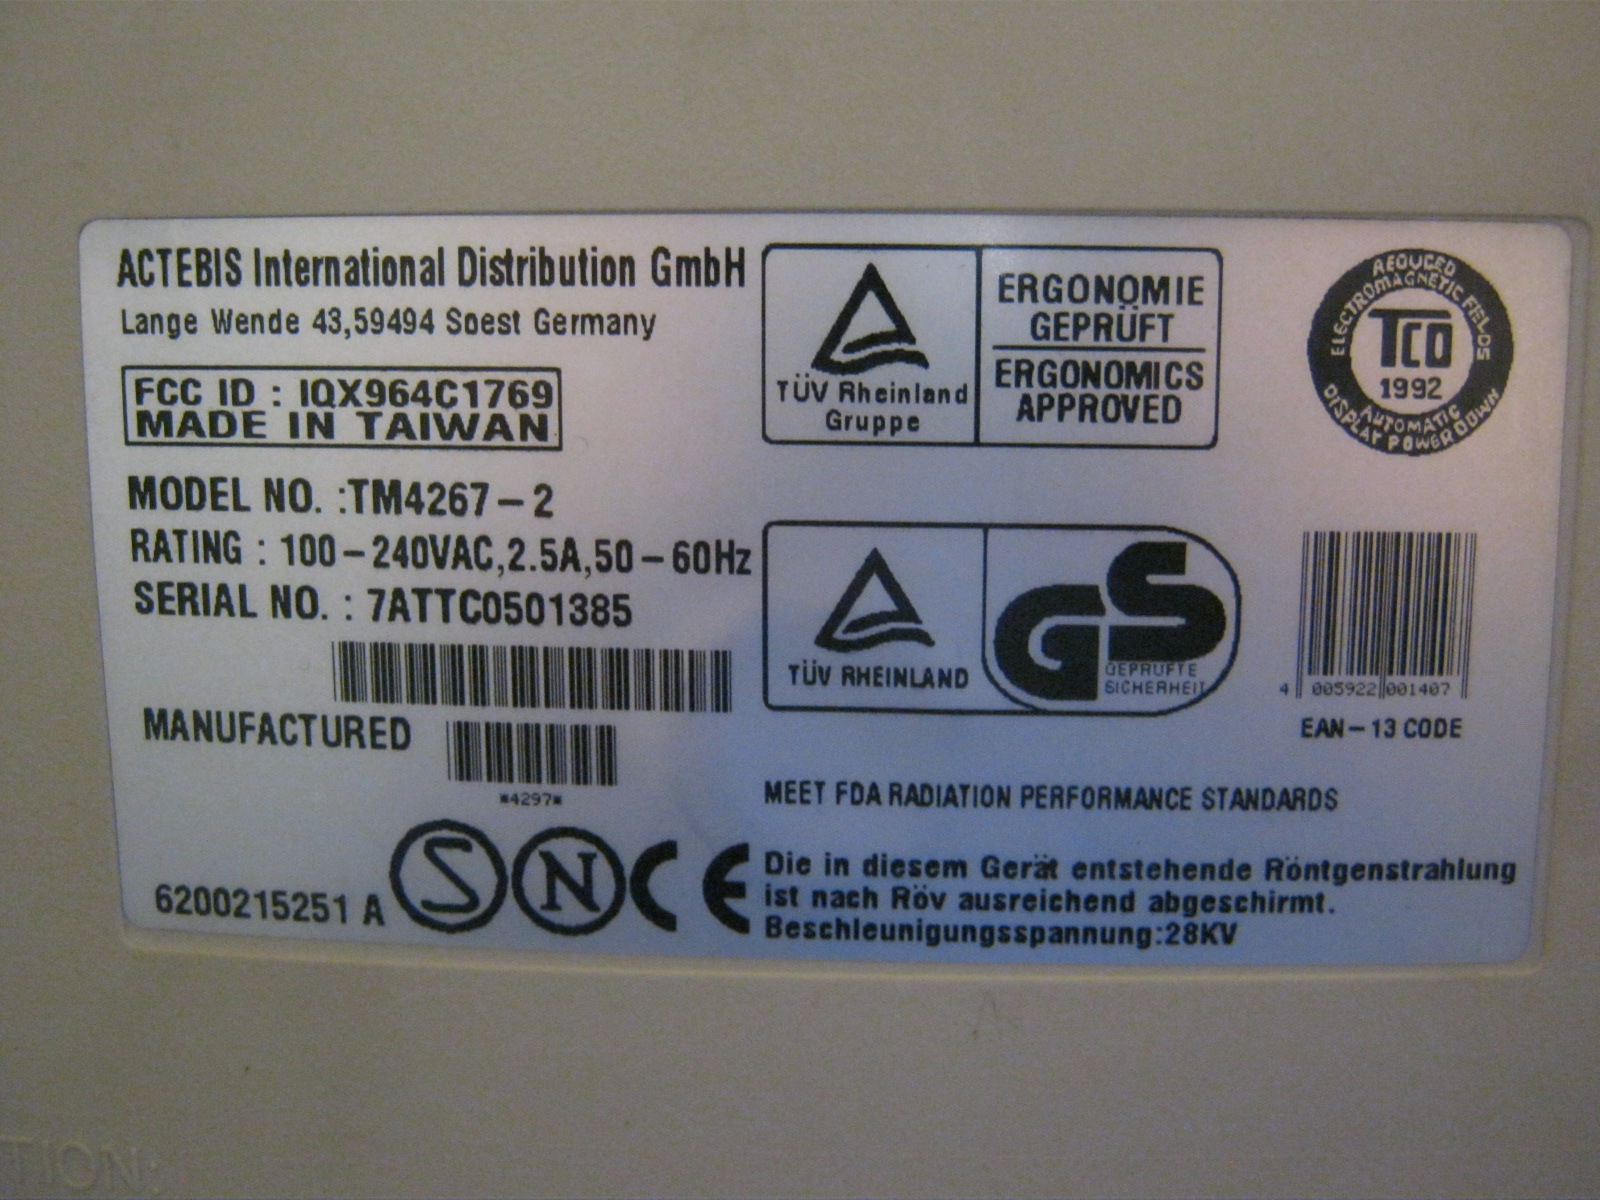 ACTEBIS International Distribution GmbH
Lange Wende 43,59494 Soest Germany
FCC ID : IQX964C1769
MADE IN TAIWAN
MODEL NO. :TM4267-2
RATING : 100-240VAC,2.5A,50-60Hz
SERIAL NO. : 7ATTC0501385
MANUFACTURED
*4297*
6200215251 A
S
N
CE
TÜV Rheinland
Gruppe
ERGONOMIE
GEPRÜFT
ERGONOMICS
APPROVED
REDUCED
ELECTROMAGNETIC FIELDS
TCO
1992
AUTOMATIC
DISPLAY POWERDOWN
TÜV RHEINLAND
GS
GEPRÜFTE
SICHERHEIT
4 005922 001407
EAN-13 CODE
MEET FDA RADIATION PERFORMANCE STANDARDS
Die in diesem Gerät entstehende Röntgenstrahlung
ist nach Röv ausreichend abgeschirmt.
Beschleunigungsspannung:28KV
TION: